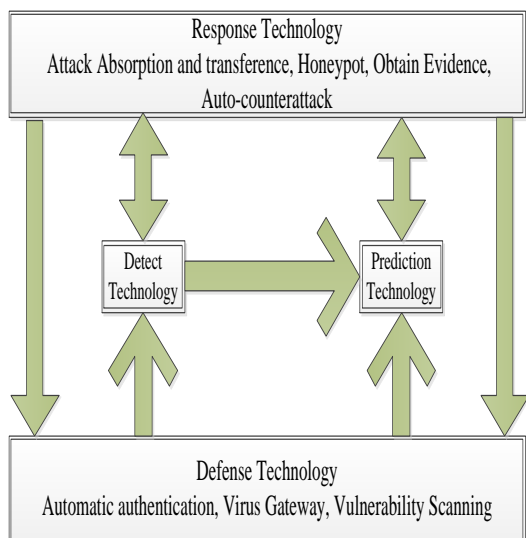 Response Technology
Attack Absorption and transference, Honeypot, Obtain Evidence,
Auto-counterattack
Detect
Technology
Prediction
Technology
Defense Technology
Automatic authentication, Virus Gateway, Vulnerability Scanning